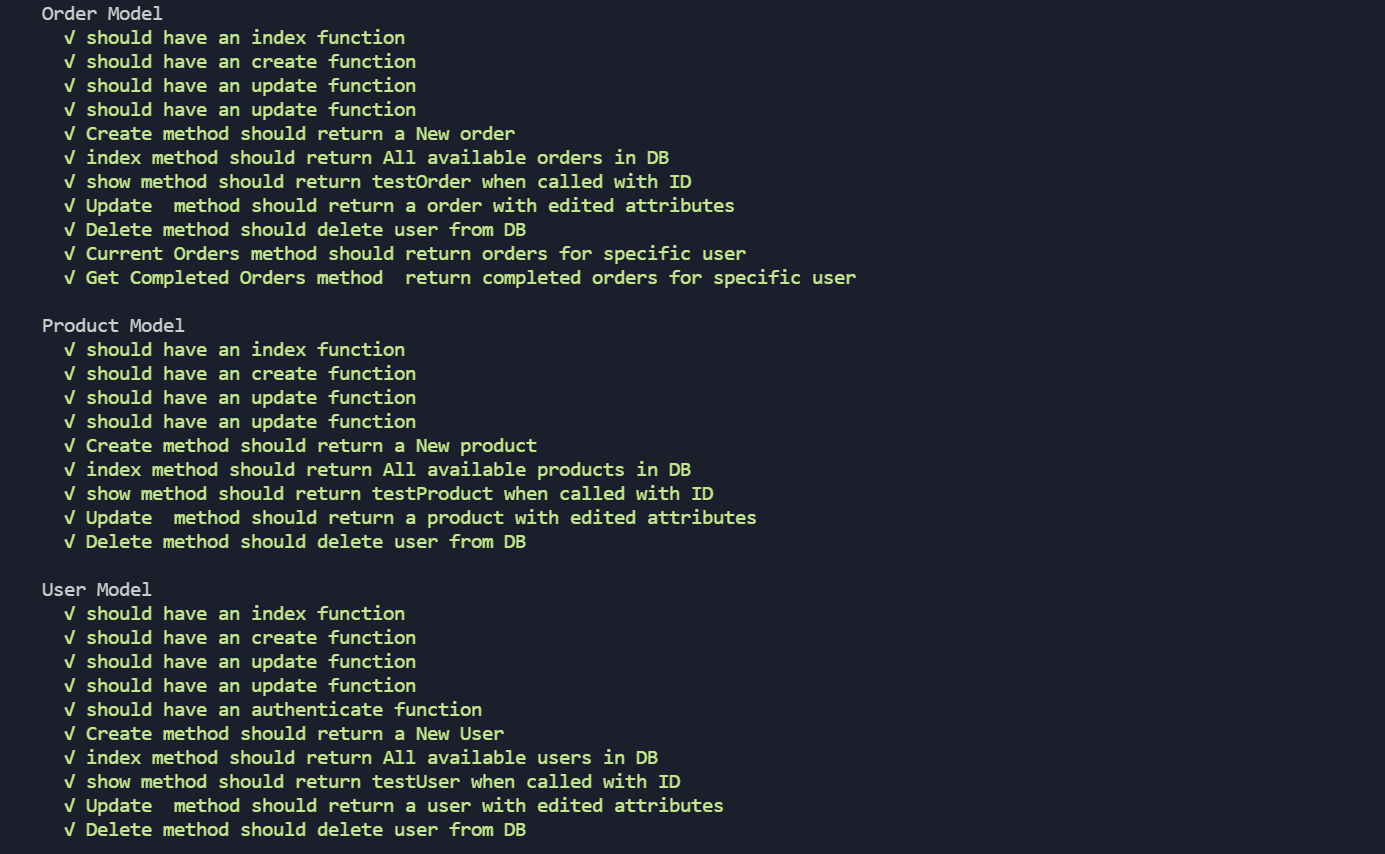 Order Model
√ should have an index function
√ should have an create function
√ should have an update function
√ should have an update function
√ Create method should return a New order
√ index method should return All available orders in DB
√ show method should return testOrder when called with ID
√ Update  method should return a order with edited attributes
√ Delete method should delete user from DB
√ Current Orders method should return orders for specific user
√ Get Completed Orders method  return completed orders for specific user
Product Model
√ should have an index function
√ should have an create function
√ should have an update function
√ should have an update function
√ Create method should return a New product
√ index method should return All available products in DB
√ show method should return testProduct when called with ID
√ Update  method should return a product with edited attributes
√ Delete method should delete user from DB
User Model
√ should have an index function
√ should have an create function
√ should have an update function
√ should have an update function
√ should have an authenticate function
√ Create method should return a New User
√ index method should return All available users in DB
√ show method should return testUser when called with ID
√ Update  method should return a user with edited attributes
√ Delete method should delete user from DB